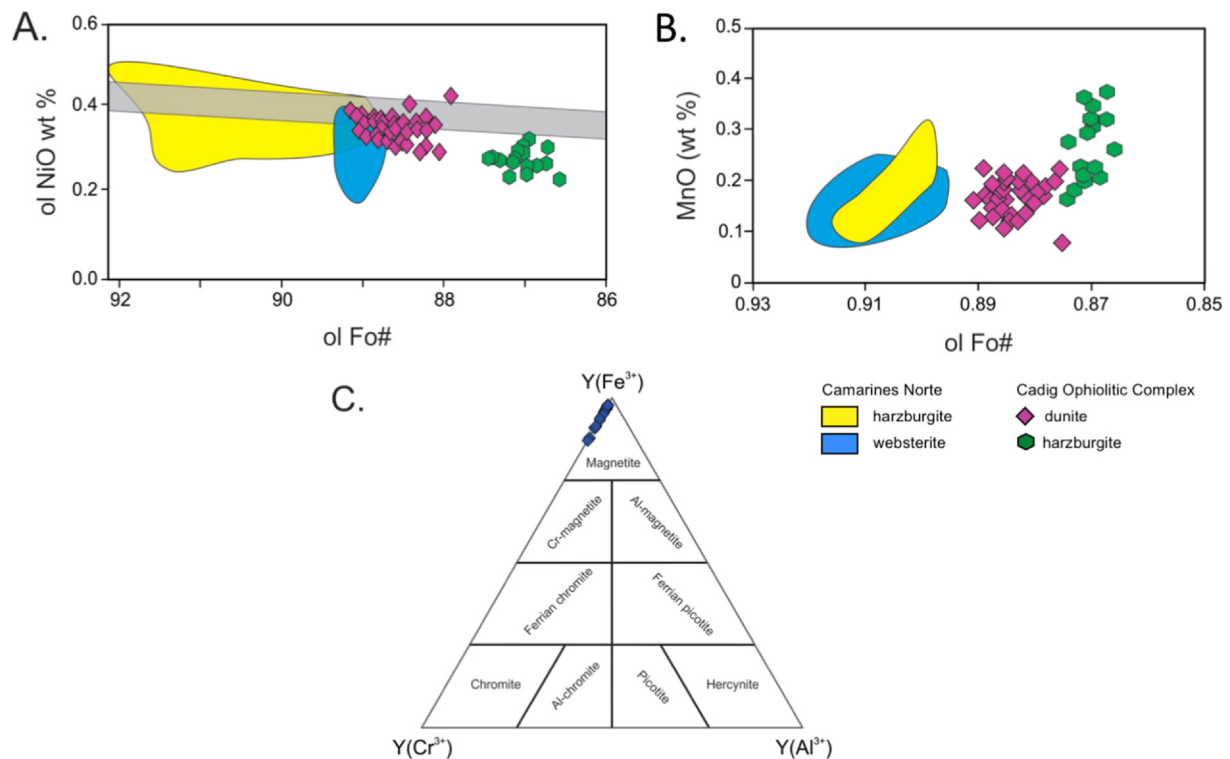 A.
ol NiO wt %
0.6
0.4
0.2
0.0
92
90
88
86
ol Fo#
B.
MnO (wt %)
0.5
0.4
0.3
0.2
0.1
0
0.93
0.91
0.89
0.87
0.85
ol Fo#
C.
Y(Fe³⁺)
Magnetite
Cr-magnetite
Al-magnetite
Ferrian chromite
Ferrian picotite
Chromite
Al-chromite
Picotite
Hercynite
Y(Cr³⁺)
Y(Al³⁺)
Camarines Norte
harzburgite
websterite
Cadig Ophiolitic Complex
dunite
harzburgite